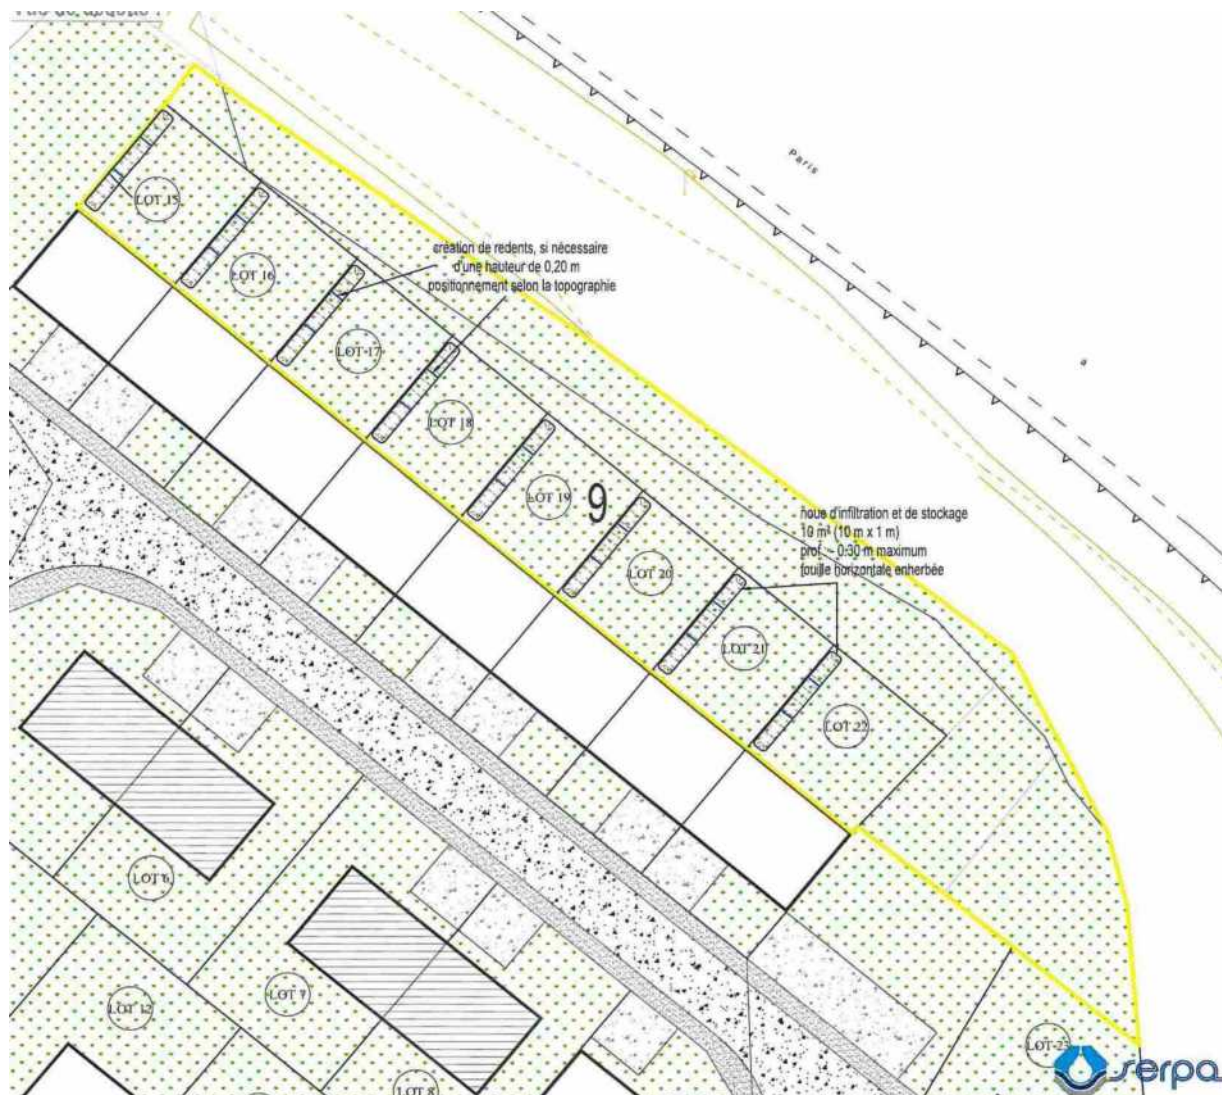 Paris
LOT 15
création de redents, si nécessaire
d'une hauteur de 0,20 m
positionnement selon la topographie
LOT 16
LOT 17
a
LOT 18
LOT 19
9
noue d'infiltration et de stockage
10 m² (10 m x 1 m)
prof - 0.30 m maximum
fouille horizontale enherbée
LOT 20
LOT 21
LOT 22
LOT 6
LOT 7
LOT 12
LOT 23
LOT 8
serpa